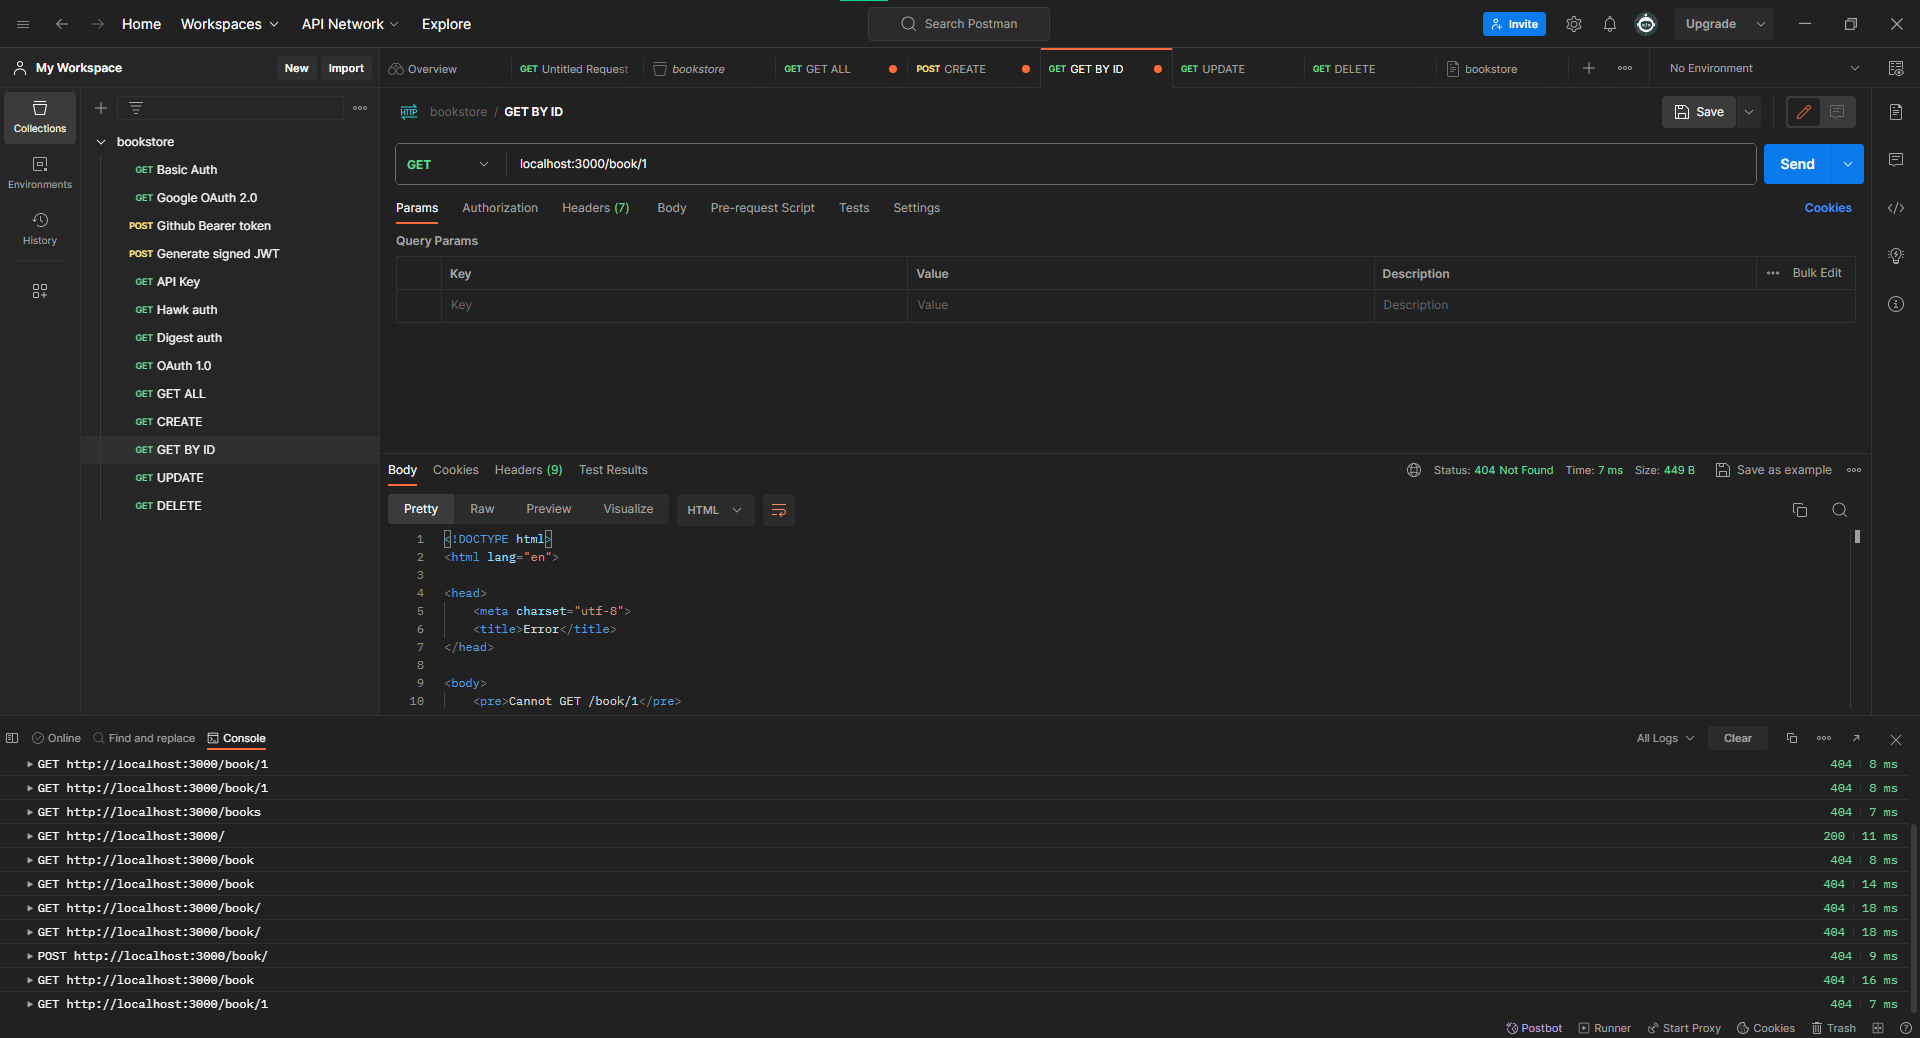 Home Workspaces API Network Explore Search Postman Invite Upgrade
My Workspace New Import Overview GET Untitled Request bookstore GET GET ALL POST CREATE GET GET BY ID GET UPDATE GET DELETE bookstore No Environment
Collections
Environments
History
bookstore
GET Basic Auth
GET Google OAuth 2.0
POST Github Bearer token
POST Generate signed JWT
GET API Key
GET Hawk auth
GET Digest auth
GET OAuth 1.0
GET GET ALL
GET CREATE
GET GET BY ID
GET UPDATE
GET DELETE
HTTP bookstore / GET BY ID Save
GET localhost:3000/book/1 Send
Params Authorization Headers (7) Body Pre-request Script Tests Settings Cookies
Query Params
Key Value Description Bulk Edit
Key Value Description
Body Cookies Headers (9) Test Results Status: 404 Not Found Time: 7 ms Size: 449 B Save as example
Pretty Raw Preview Visualize HTML
1 <!DOCTYPE html>
2 <html lang="en">
3
4 <head>
5 <meta charset="utf-8">
6 <title>Error</title>
7 </head>
8
9 <body>
10 <pre>Cannot GET /book/1</pre>
Online Find and replace Console All Logs Clear
GET http://localhost:3000/book/1 404 8 ms
GET http://localhost:3000/book/1 404 8 ms
GET http://localhost:3000/books 404 7 ms
GET http://localhost:3000/ 200 11 ms
GET http://localhost:3000/book 404 8 ms
GET http://localhost:3000/book 404 14 ms
GET http://localhost:3000/book/ 404 18 ms
GET http://localhost:3000/book/ 404 18 ms
POST http://localhost:3000/book/ 404 9 ms
GET http://localhost:3000/book 404 16 ms
GET http://localhost:3000/book/1 404 7 ms
Postbot Runner Start Proxy Cookies Trash